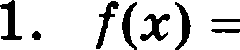 1. f(x) =